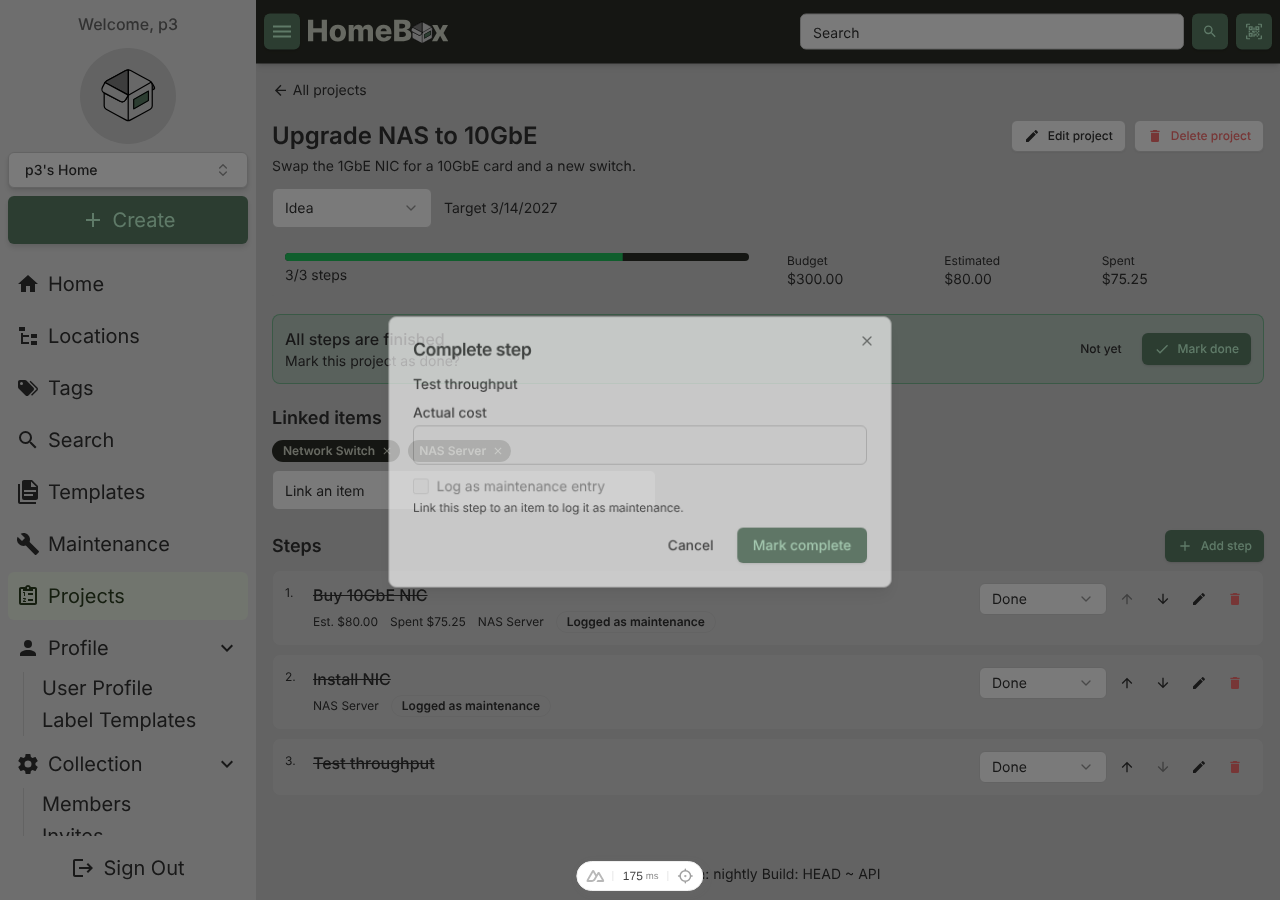 Welcome, p3
p3's Home
Create
Home
Locations
Tags
Search
Templates
Maintenance
Projects
Profile
User Profile
Label Templates
Collection
Members
Invites
Sign Out
HomeBox
Search
All projects
Upgrade NAS to 10GbE
Edit project
Delete project
Swap the 1GbE NIC for a 10GbE card and a new switch.
Idea
Target 3/14/2027
3/3 steps
Budget
$300.00
Estimated
$80.00
Spent
$75.25
All steps are finished
Mark this project as done?
Not yet
Mark done
Complete step
Test throughput
Actual cost
Log as maintenance entry
Link this step to an item to log it as maintenance.
Cancel
Mark complete
Linked items
Network Switch ×
NAS Server ×
Link an item
Steps
Add step
1. Buy 10GbE NIC
Done
Est. $80.00 Spent $75.25 NAS Server Logged as maintenance
2. Install NIC
Done
NAS Server Logged as maintenance
3. Test throughput
Done
175 ms
: nightly Build: HEAD ~ API